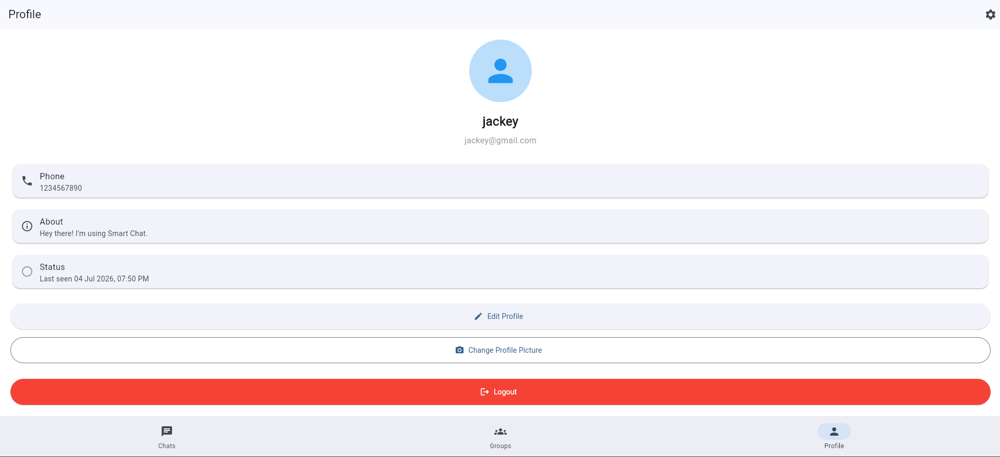 Profile
jackey
jackey@gmail.com
Phone
1234567890
About
Hey there! I'm using Smart Chat.
Status
Last seen 04 Jul 2026, 07:50 PM
Edit Profile
Change Profile Picture
Logout
Chats
Groups
Profile